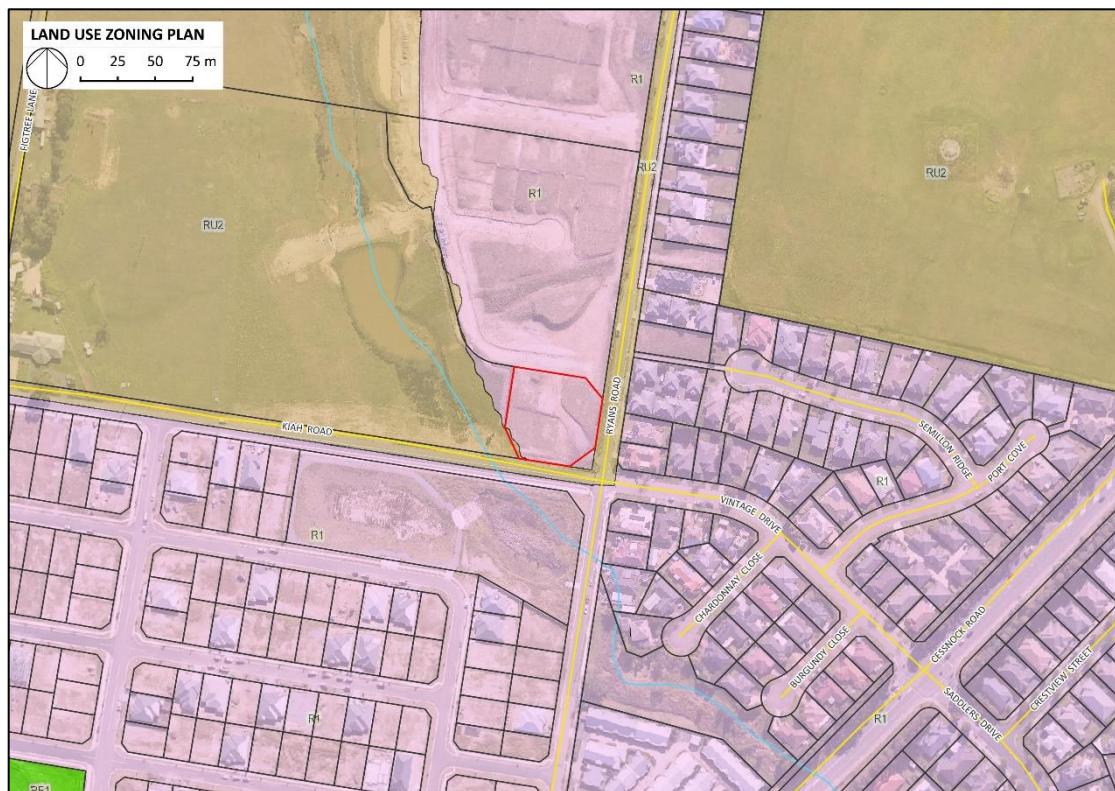 LAND USE ZONING PLAN
0 25 50 75 m
FIGTREE LANE
R1
RU2
RU2
R1
RU2
KIAH ROAD
RYANS ROAD
SEMILLON RIDGE
PORT COVE
R1
VINTAGE DRIVE
R1
CHARDONNAY CLOSE
BURGUNDY CLOSE
CESSNOCK ROAD
CRESTVIEW STREET
SADDLERS DRIVE
R1
R1
RE1